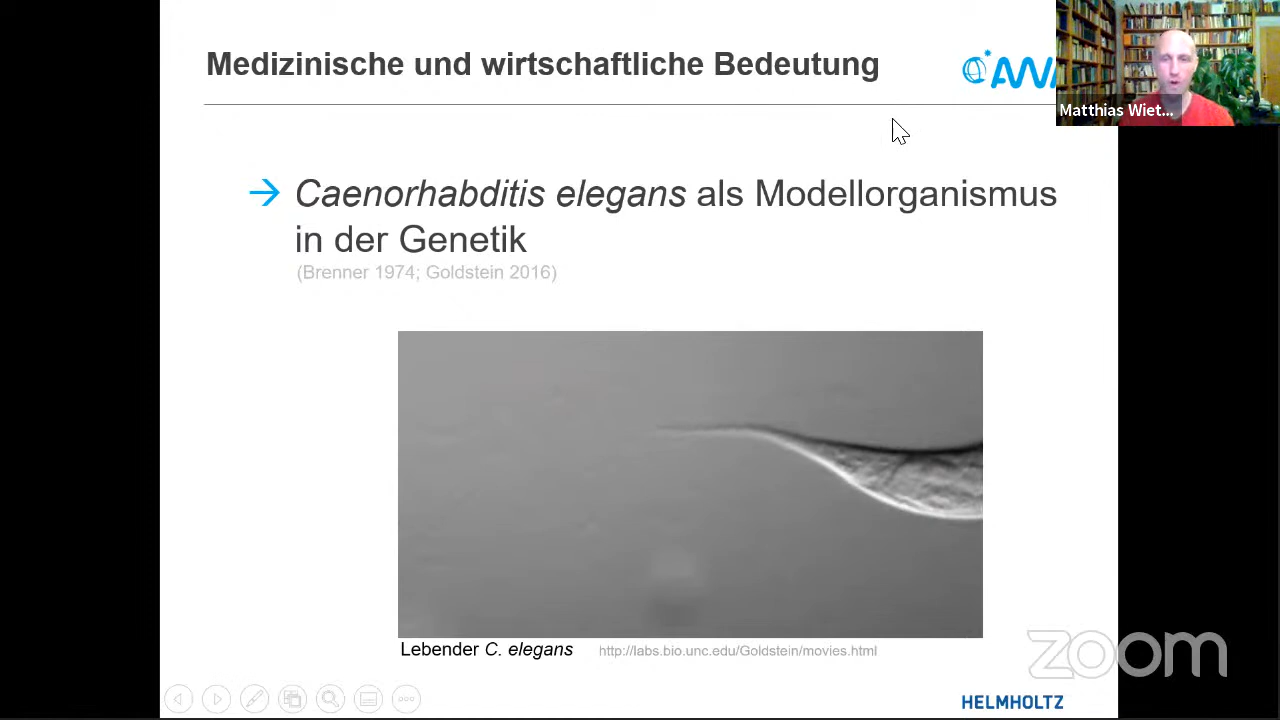 Medizinische und wirtschaftliche Bedeutung
AWI
Matthias Wiet...
→ Caenorhabditis elegans als Modellorganismus
in der Genetik
(Brenner 1974; Goldstein 2016)
Lebender C. elegans http://labs.bio.unc.edu/Goldstein/movies.html
zoom
HELMHOLTZ